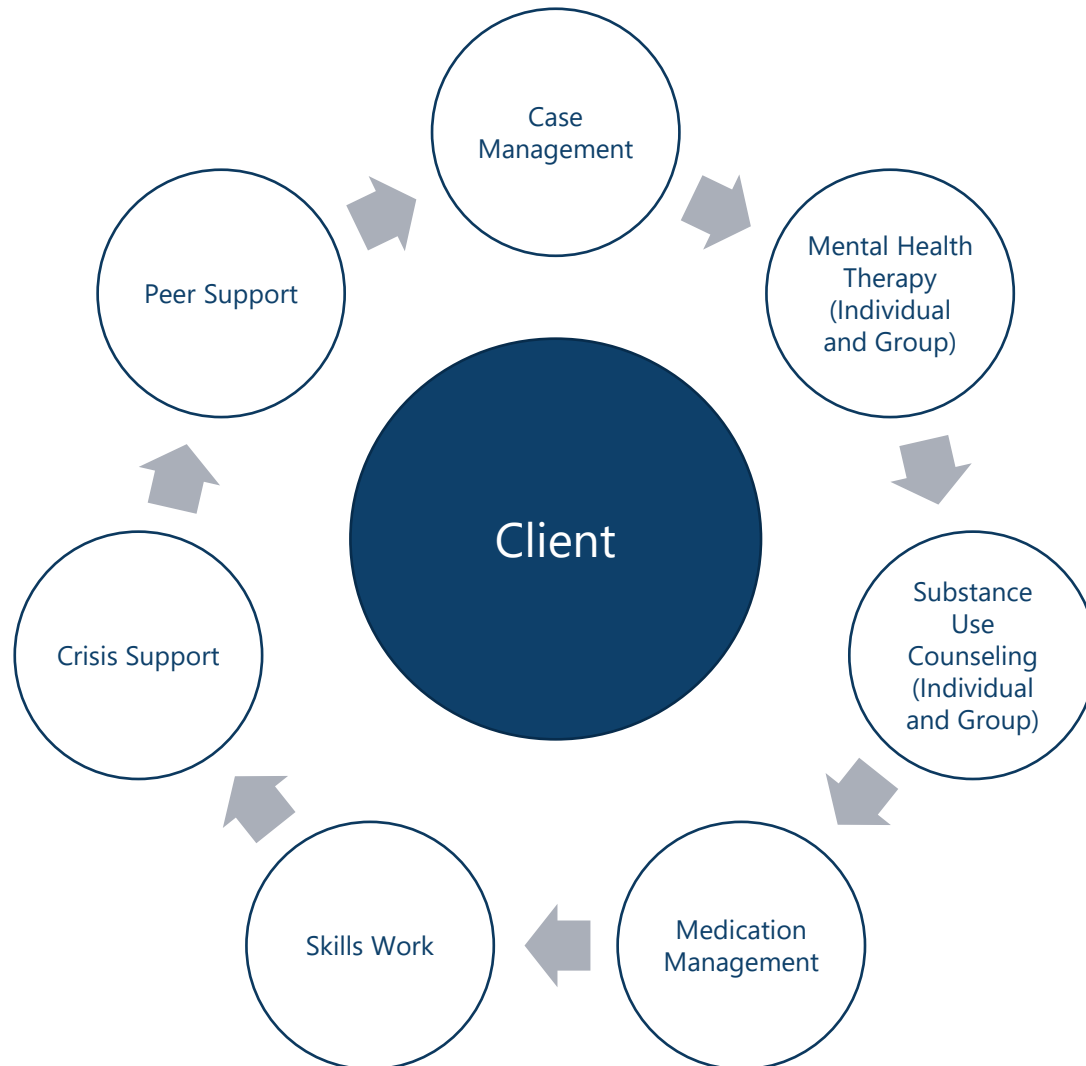 Case
Management
Mental Health
Therapy
(Individual
and Group)
Substance
Use
Counseling
(Individual
and Group)
Medication
Management
Skills Work
Crisis Support
Peer Support
Client